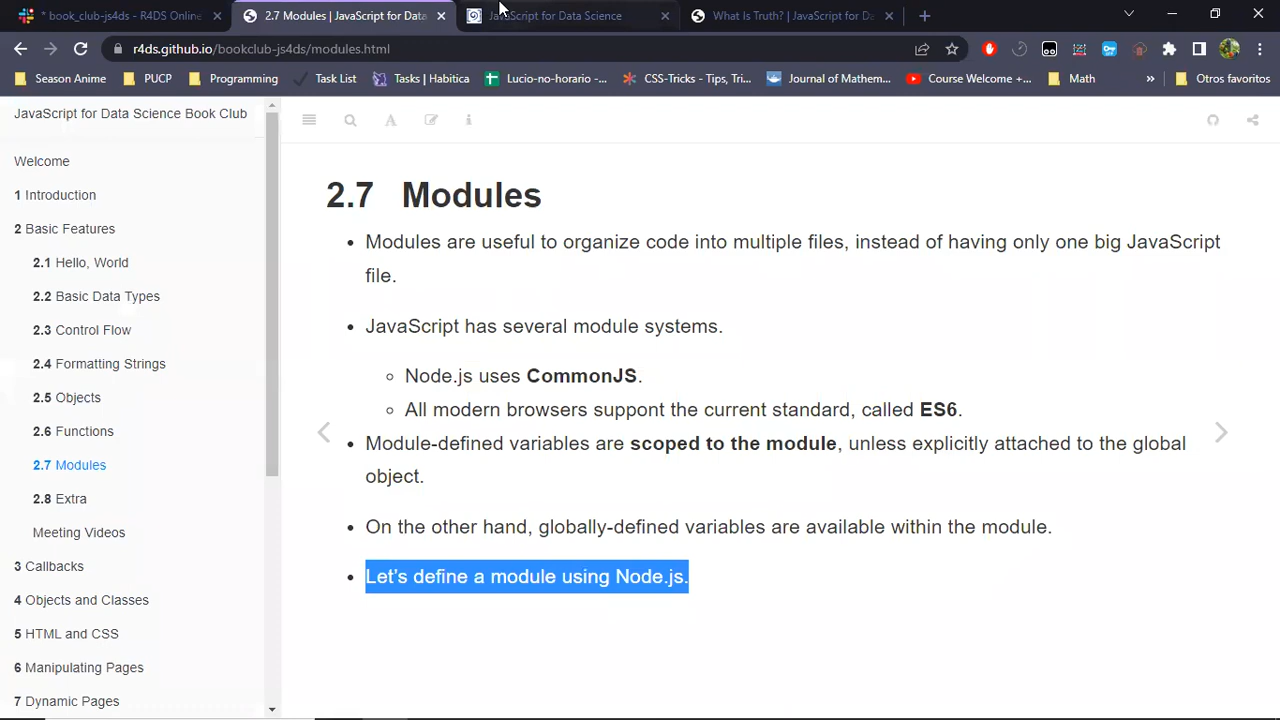 * book_club-js4ds - R4DS Online
2.7 Modules | JavaScript for Data
JavaScript for Data Science
What Is Truth? | JavaScript for D
r4ds.github.io/bookclub-js4ds/modules.html
Season Anime
PUCP
Programming
Task List
Tasks | Habitica
Lucio-no-horario -...
CSS-Tricks - Tips, Tri...
Journal of Mathem...
Course Welcome +...
Math
»
Otros favoritos
JavaScript for Data Science Book Club
Welcome
1 Introduction
2 Basic Features
2.1 Hello, World
2.2 Basic Data Types
2.3 Control Flow
2.4 Formatting Strings
2.5 Objects
2.6 Functions
2.7 Modules
2.8 Extra
Meeting Videos
3 Callbacks
4 Objects and Classes
5 HTML and CSS
6 Manipulating Pages
7 Dynamic Pages
2.7 Modules
• Modules are useful to organize code into multiple files, instead of having only one big JavaScript
file.
• JavaScript has several module systems.
◦ Node.js uses CommonJS.
◦ All modern browsers suppont the current standard, called ES6.
• Module-defined variables are scoped to the module, unless explicitly attached to the global
object.
• On the other hand, globally-defined variables are available within the module.
• Let's define a module using Node.js.